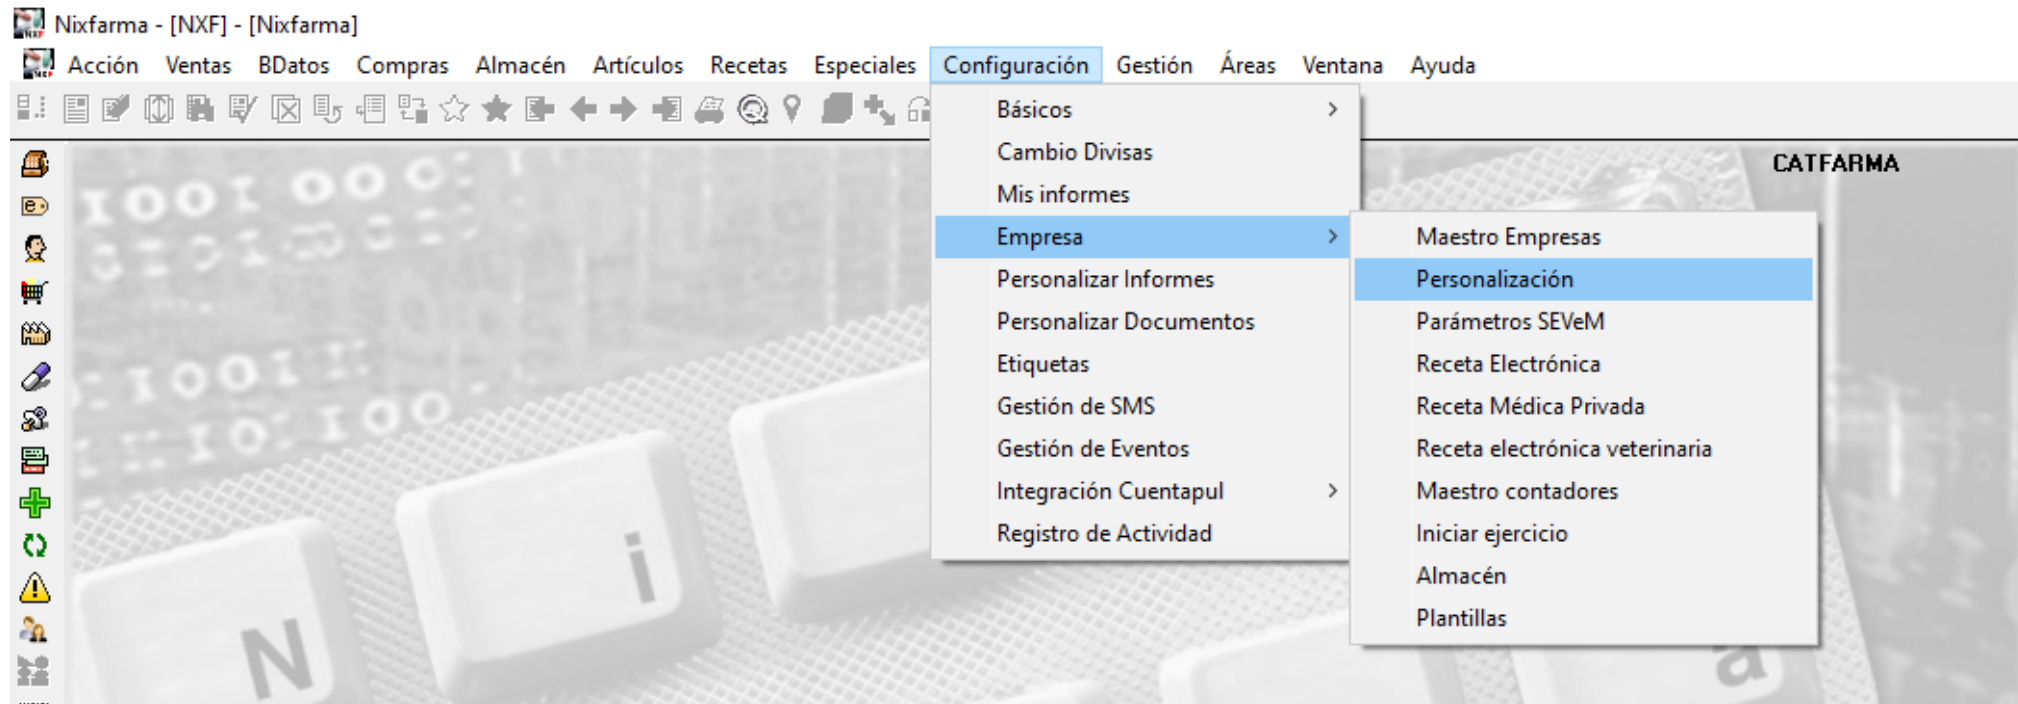 Nixfarma - [NXF] - [Nixfarma]
Acción Ventas BDatos Compras Almacén Artículos Recetas Especiales Configuración Gestión Áreas Ventana Ayuda
Básicos
Cambio Divisas
Mis informes
Empresa
Personalizar Informes
Personalizar Documentos
Etiquetas
Gestión de SMS
Gestión de Eventos
Integración Cuentapul
Registro de Actividad
CATFARMA
Maestro Empresas
Personalización
Parámetros SEVeM
Receta Electrónica
Receta Médica Privada
Receta electrónica veterinaria
Maestro contadores
Iniciar ejercicio
Almacén
Plantillas
N i a